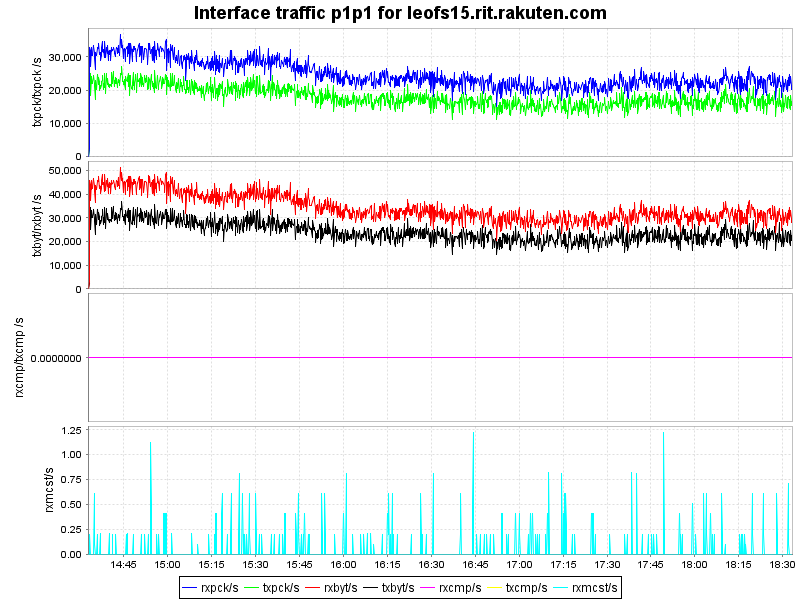 Interface traffic p1p1 for leofs15.rit.rakuten.com
txpck/txpck /s
30,000
20,000
10,000
0
txbyt/rxbyt /s
50,000
40,000
30,000
20,000
10,000
0
rxcmp/txcmp /s
0.0000000
rxmcst/s
1.25
1.00
0.75
0.50
0.25
0.00
14:45 15:00 15:15 15:30 15:45 16:00 16:15 16:30 16:45 17:00 17:15 17:30 17:45 18:00 18:15 18:30
rxpck/s txpck/s rxbyt/s txbyt/s rxcmp/s txcmp/s rxmcst/s